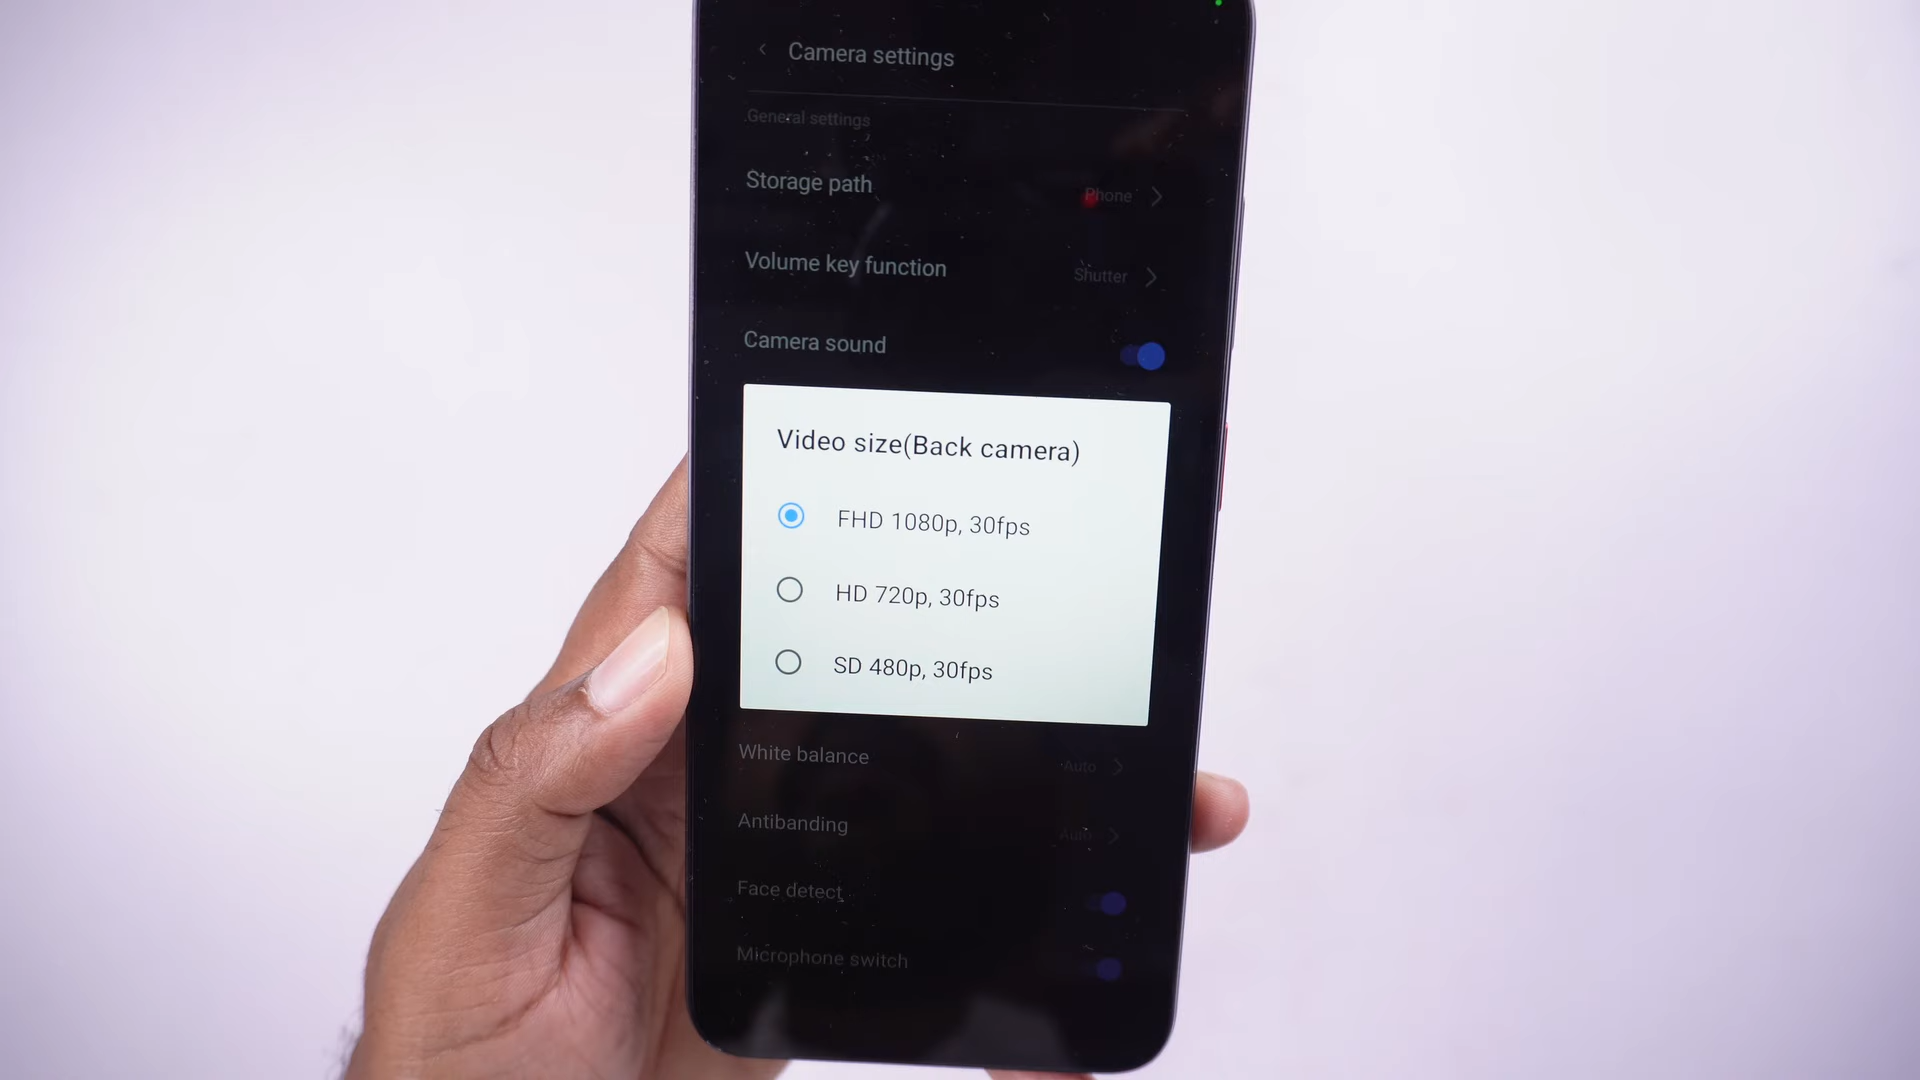 Camera settings
General settings
Storage path Phone
Volume key function Shutter
Camera sound
Video size(Back camera)
FHD 1080p, 30fps
HD 720p, 30fps
SD 480p, 30fps
White balance Auto
Antibanding Auto
Face detect
Microphone switch